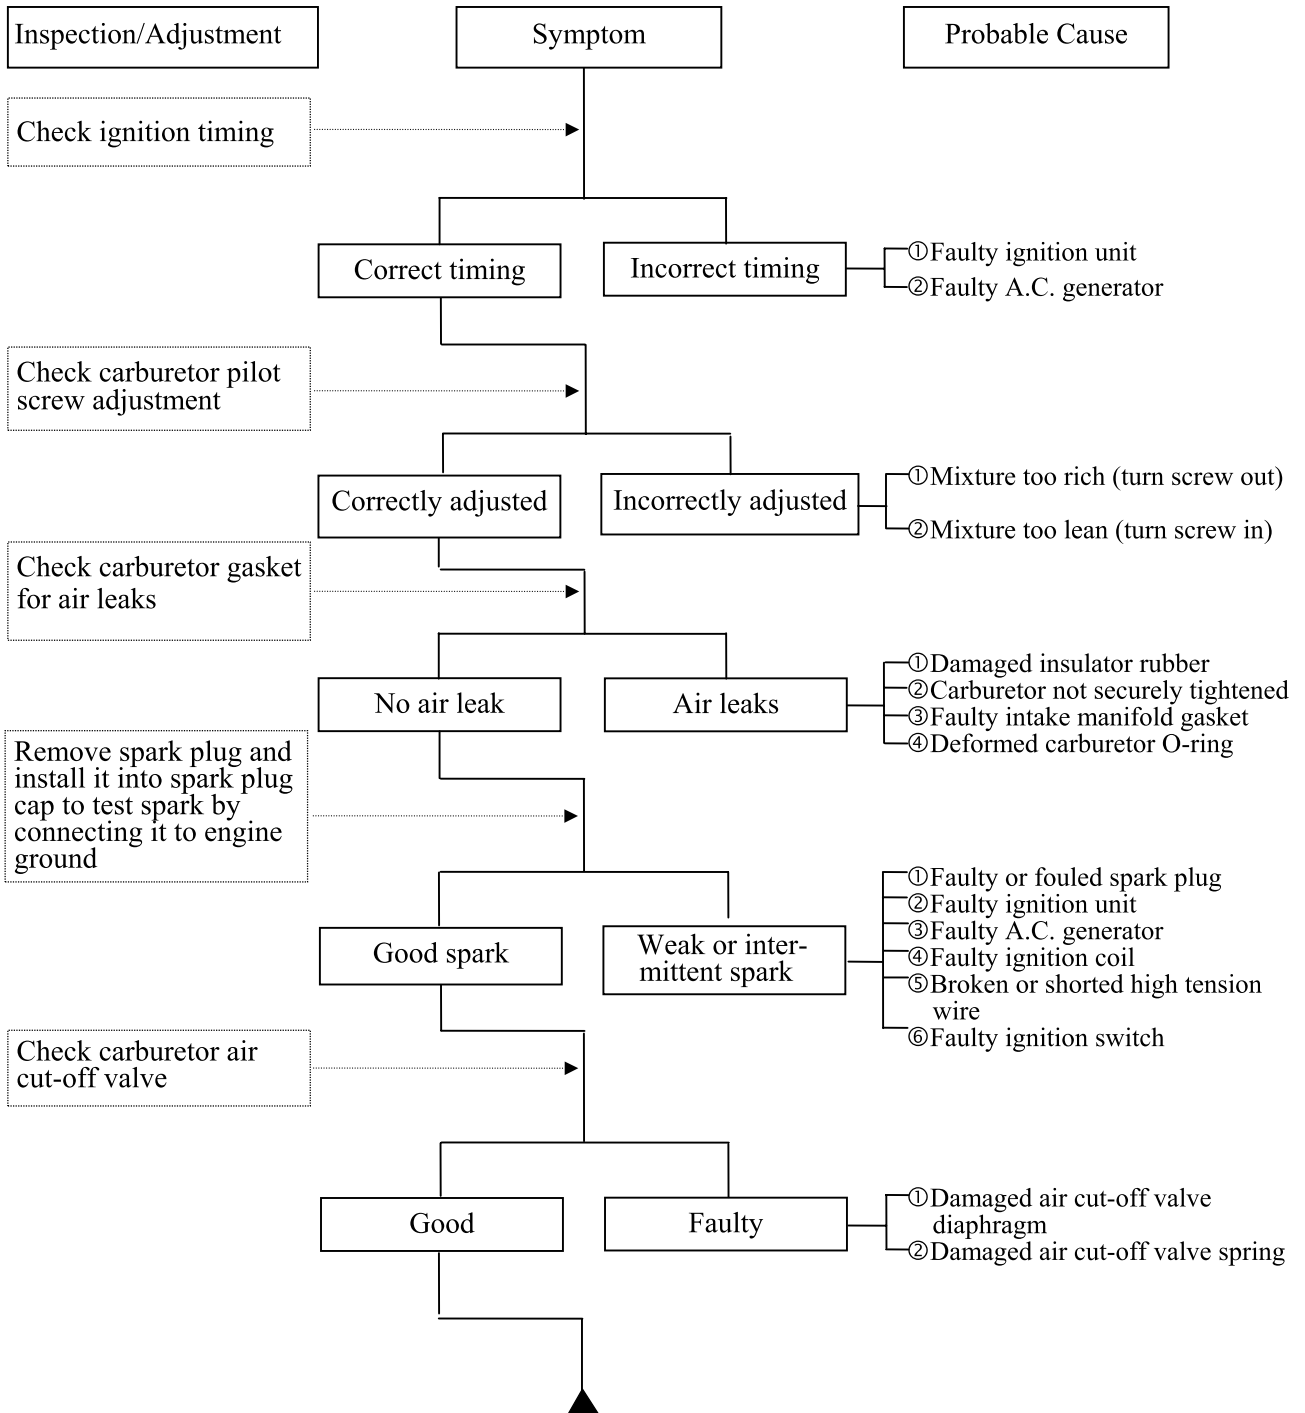 Inspection/Adjustment
Symptom
Probable Cause
Check ignition timing
Correct timing
Incorrect timing
①Faulty ignition unit
②Faulty A.C. generator
Check carburetor pilot
screw adjustment
Correctly adjusted
Incorrectly adjusted
①Mixture too rich (turn screw out)
②Mixture too lean (turn screw in)
Check carburetor gasket
for air leaks
No air leak
Air leaks
①Damaged insulator rubber
②Carburetor not securely tightened
③Faulty intake manifold gasket
④Deformed carburetor O-ring
Remove spark plug and
install it into spark plug
cap to test spark by
connecting it to engine
ground
Good spark
Weak or inter-
mittent spark
①Faulty or fouled spark plug
②Faulty ignition unit
③Faulty A.C. generator
④Faulty ignition coil
⑤Broken or shorted high tension
wire
⑥Faulty ignition switch
Check carburetor air
cut-off valve
Good
Faulty
①Damaged air cut-off valve
diaphragm
②Damaged air cut-off valve spring